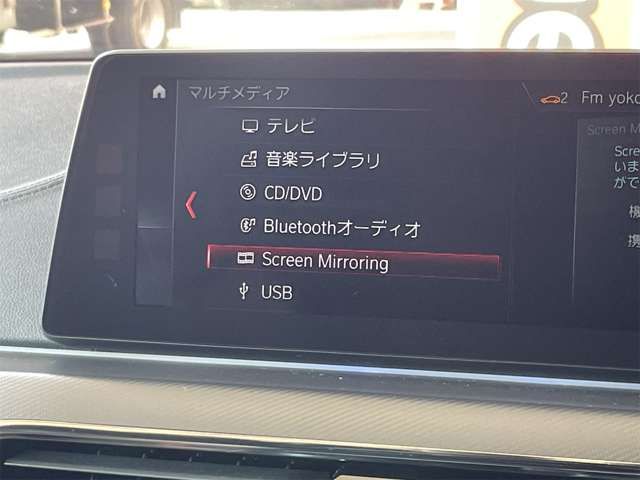 マルチメディア
2 Fm yoko
テレビ
音楽ライブラリ
CD/DVD
Bluetoothオーディオ
Screen Mirroring
USB
Screen M
Scre
いま
がで
機
携